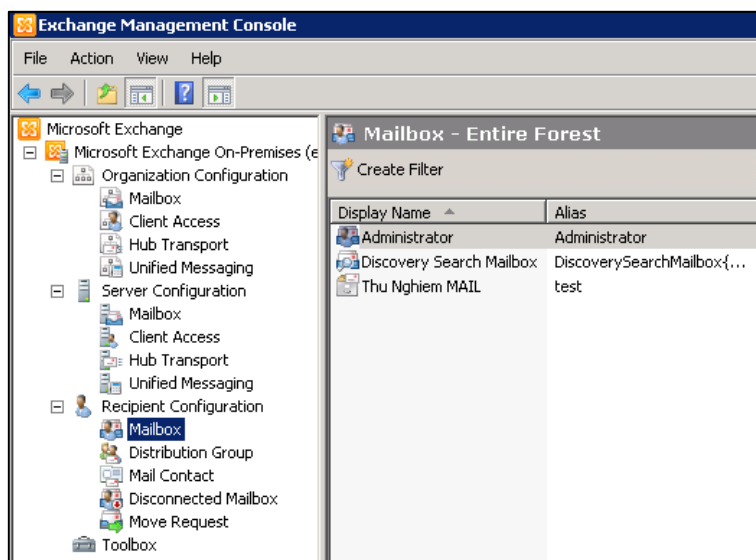 Exchange Management Console
File Action View Help
Microsoft Exchange
Microsoft Exchange On-Premises (e
Organization Configuration
Mailbox
Client Access
Hub Transport
Unified Messaging
Server Configuration
Mailbox
Client Access
Hub Transport
Unified Messaging
Recipient Configuration
Mailbox
Distribution Group
Mail Contact
Disconnected Mailbox
Move Request
Toolbox
Mailbox - Entire Forest
Create Filter
Display Name Alias
Administrator Administrator
Discovery Search Mailbox DiscoverySearchMailbox{...
Thu Nghiem MAIL test